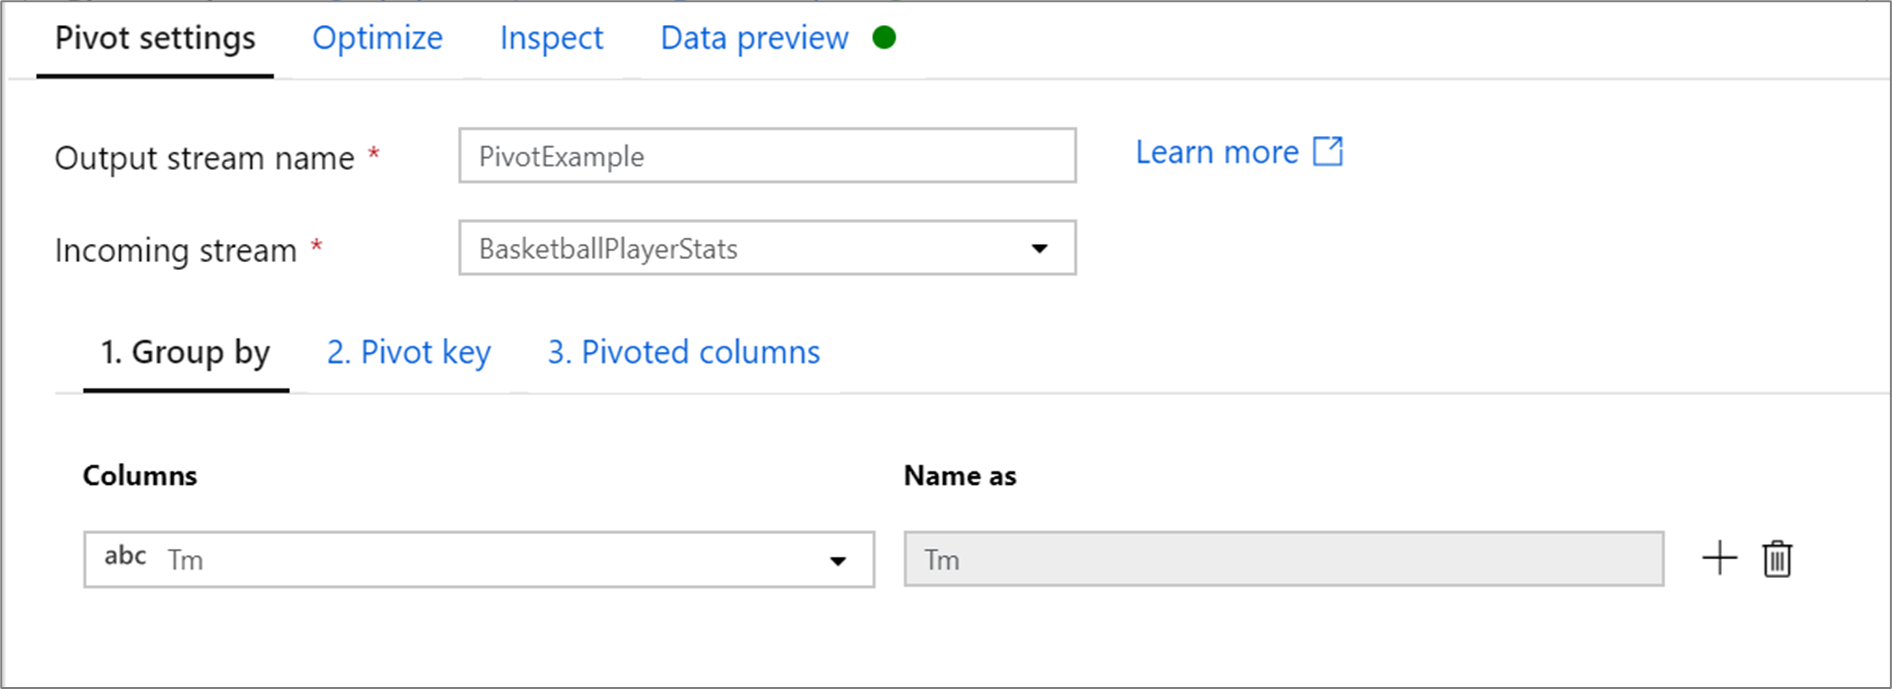 Pivot settings Optimize Inspect Data preview
Output stream name * PivotExample Learn more
Incoming stream * BasketballPlayerStats
1. Group by 2. Pivot key 3. Pivoted columns
Columns Name as
abc Tm Tm